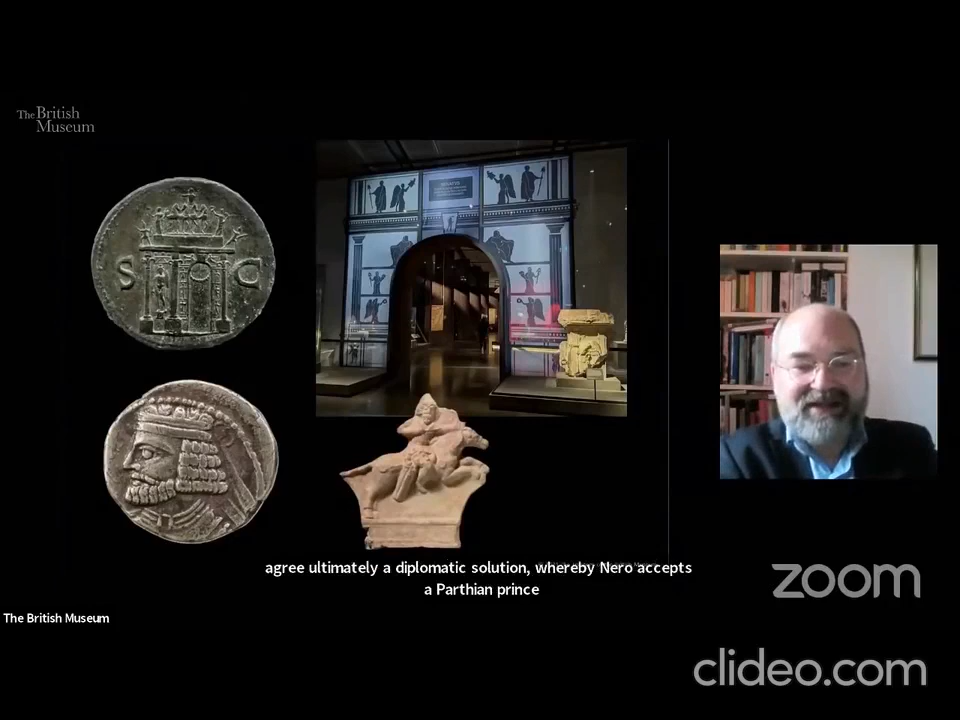 The British
Museum
S C
agree ultimately a diplomatic solution, whereby Nero accepts
a Parthian prince
The British Museum
zoom
clideo.com